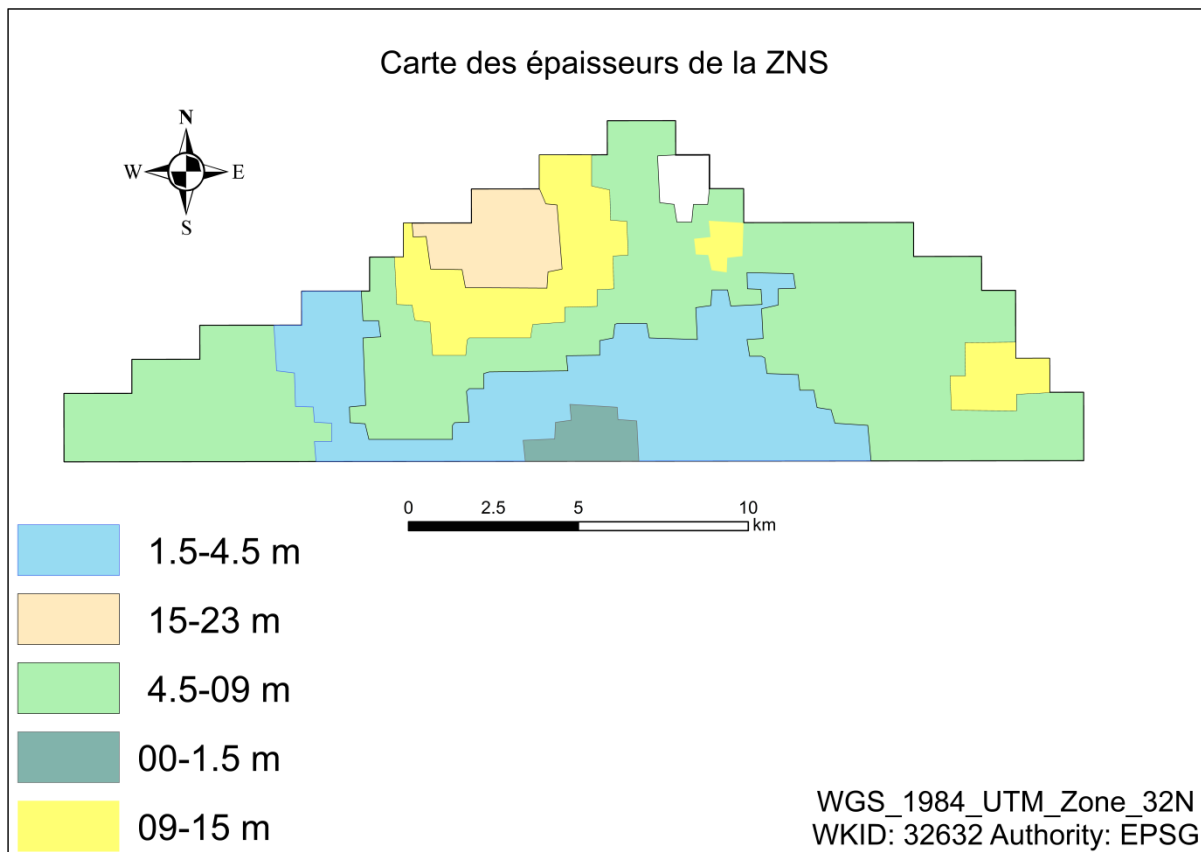 Carte des épaisseurs de la ZNS
N
W E
S
0 2.5 5 10
km
1.5-4.5 m
15-23 m
4.5-09 m
00-1.5 m
09-15 m
WGS_1984_UTM_Zone_32N
WKID: 32632 Authority: EPSG